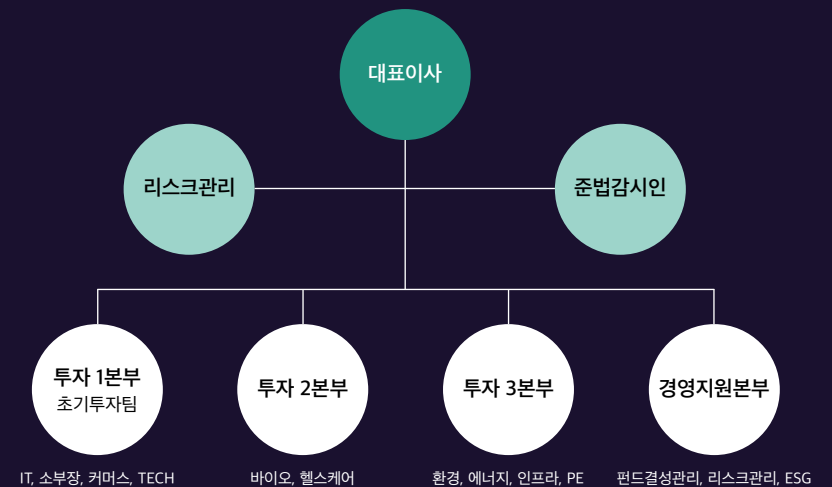 대표이사
리스크관리
준법감시인
투자 1본부
초기투자팀
투자 2본부
투자 3본부
경영지원본부
IT, 소부장, 커머스, TECH
바이오, 헬스케어
환경, 에너지, 인프라, PE
펀드결성관리, 리스크관리, ESG